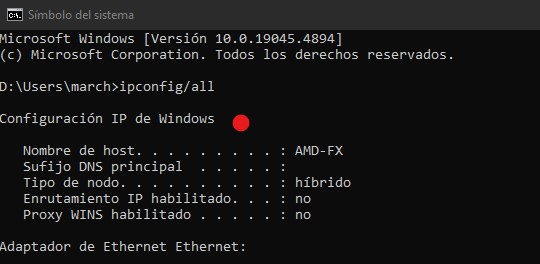 Símbolo del sistema
Microsoft Windows [Versión 10.0.19045.4894]
(c) Microsoft Corporation. Todos los derechos reservados.
D:\Users\march>ipconfig/all
Configuración IP de Windows
Nombre de host. . . . . . . . . : AMD-FX
Sufijo DNS principal  . . . . . :
Tipo de nodo. . . . . . . . . . : híbrido
Enrutamiento IP habilitado. . . : no
Proxy WINS habilitado . . . . . : no
Adaptador de Ethernet Ethernet: